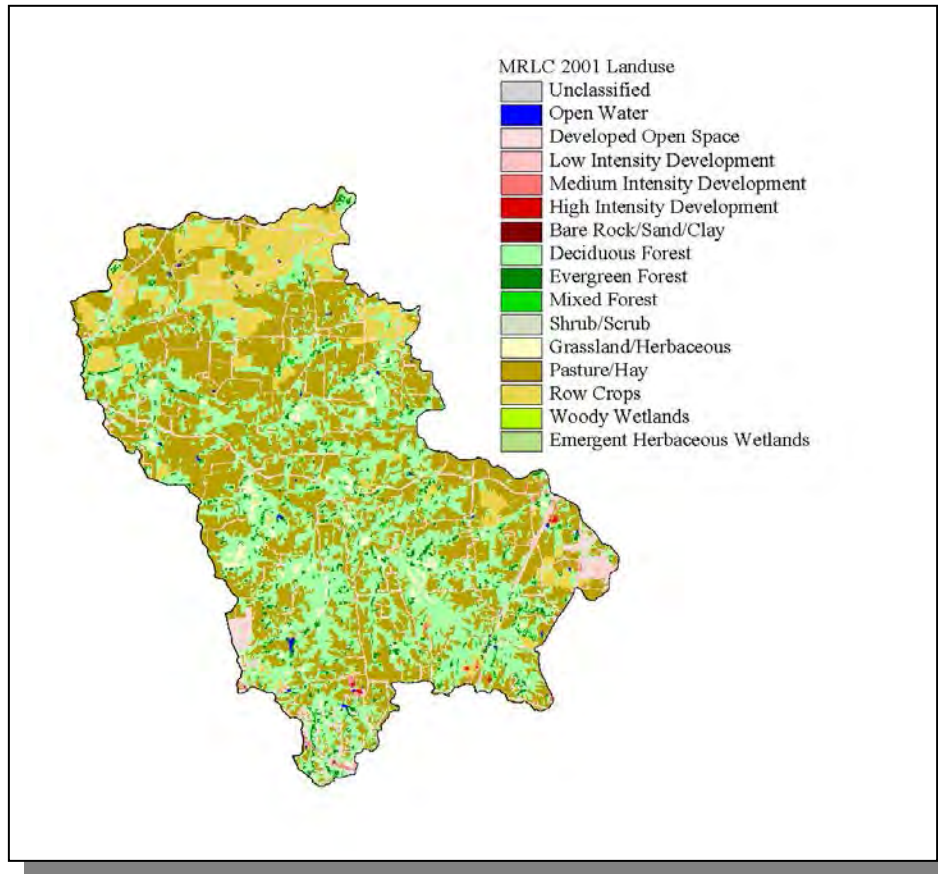 MRLC 2001 Landuse
Unclassified
Open Water
Developed Open Space
Low Intensity Development
Medium Intensity Development
High Intensity Development
Bare Rock/Sand/Clay
Deciduous Forest
Evergreen Forest
Mixed Forest
Shrub/Scrub
Grassland/Herbaceous
Pasture/Hay
Row Crops
Woody Wetlands
Emergent Herbaceous Wetlands